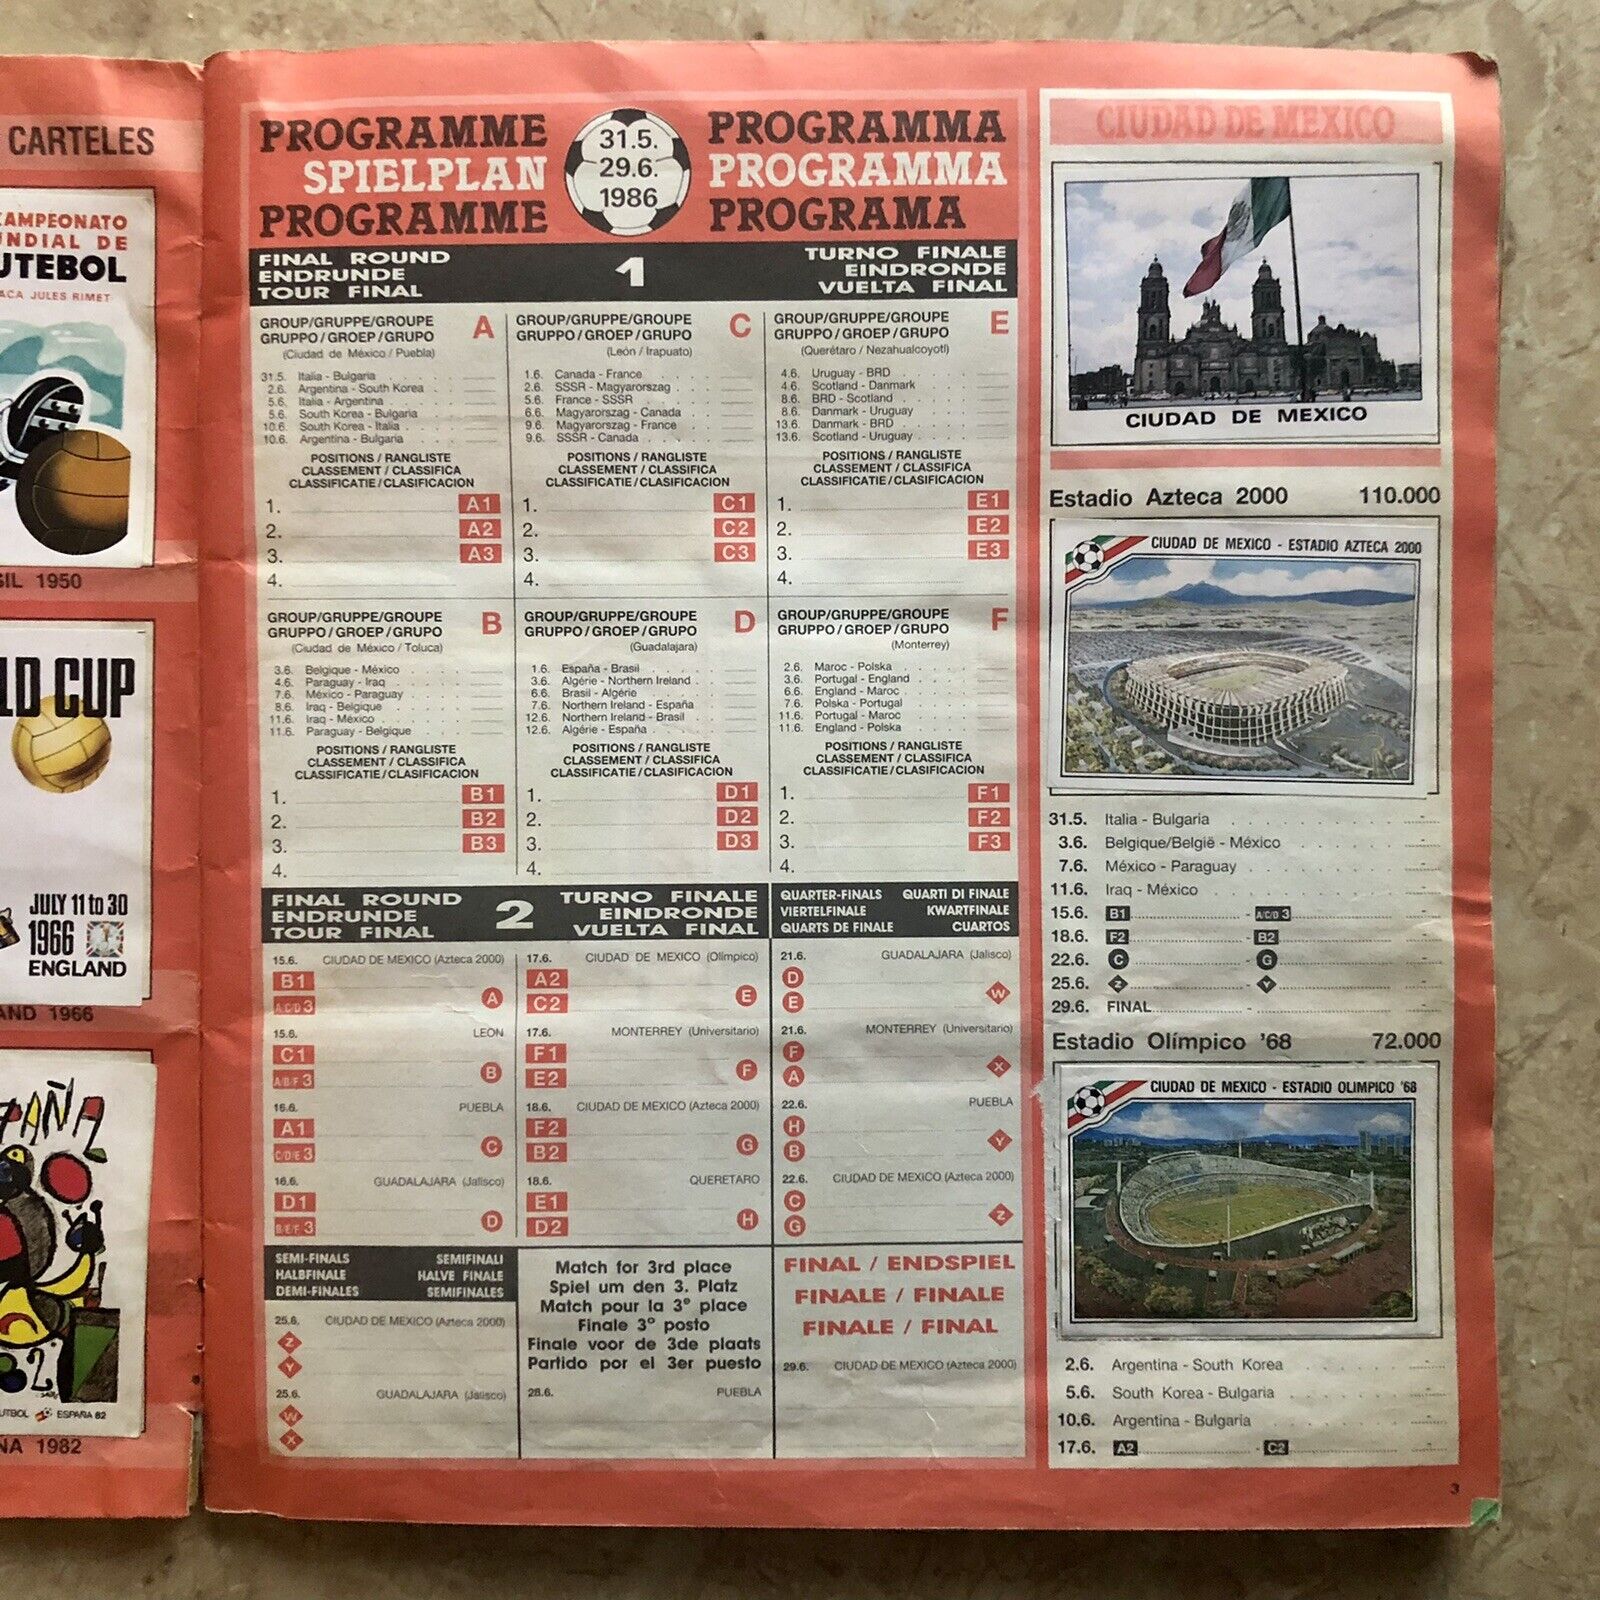 CARTELES
CAMPEONATO
NDIAL DE
UTEBOL
ACA JULES RIMET
SIL 1950
LD CUP
JULY 11 to 30
1966
ENGLAND
AND 1966
PAÑA
82
UTBOL ESPAÑA 82
NA 1982
PROGRAMME
SPIELPLAN
PROGRAMME
31.5.
29.6.
1986
PROGRAMMA
PROGRAMMA
PROGRAMA
FINAL ROUND
ENDRUNDE
TOUR FINAL
1
TURNO FINALE
EINDRONDE
VUELTA FINAL
GROUP/GRUPPE/GROUPE
GRUPPO/GROEP/GRUPO
A
(Ciudad de México / Puebla)
31.5. Italia - Bulgaria
2.6. Argentina - South Korea
5.6. Italia - Argentina
5.6. South Korea - Bulgaria
10.6. South Korea - Italia
10.6. Argentina - Bulgaria
POSITIONS / RANGLISTE
CLASSEMENT / CLASSIFICA
CLASSIFICATIE / CLASIFICACION
1. A1
2. A2
3. A3
4.
GROUP/GRUPPE/GROUPE
GRUPPO/GROEP/GRUPO
C
(León / Irapuato)
1.6. Canada - France
2.6. SSSR - Magyarorszag
5.6. France - SSSR
6.6. Magyarorszag - Canada
9.6. Magyarorszag - France
9.6. SSSR - Canada
POSITIONS / RANGLISTE
CLASSEMENT / CLASSIFICA
CLASSIFICATIE / CLASIFICACION
1. C1
2. C2
3. C3
4.
GROUP/GRUPPE/GROUPE
GRUPPO/GROEP/GRUPO
E
(Querétaro / Nezahualcoyotl)
4.6. Uruguay - BRD
4.6. Scotland - Danmark
8.6. BRD - Scotland
8.6. Danmark - Uruguay
13.6. Danmark - BRD
13.6. Scotland - Uruguay
POSITIONS / RANGLISTE
CLASSEMENT / CLASSIFICA
CLASSIFICATIE / CLASIFICACION
1. E1
2. E2
3. E3
4.
GROUP/GRUPPE/GROUPE
GRUPPO/GROEP/GRUPO
B
(Ciudad de México / Toluca)
3.6. Belgique - México
4.6. Paraguay - Iraq
7.6. México - Paraguay
8.6. Iraq - Belgique
11.6. Iraq - México
11.6. Paraguay - Belgique
POSITIONS / RANGLISTE
CLASSEMENT / CLASSIFICA
CLASSIFICATIE / CLASIFICACION
1. B1
2. B2
3. B3
4.
GROUP/GRUPPE/GROUPE
GRUPPO/GROEP/GRUPO
D
(Guadalajara)
1.6. España - Brasil
3.6. Algérie - Northern Ireland
6.6. Brasil - Algérie
7.6. Northern Ireland - España
12.6. Northern Ireland - Brasil
12.6. Algérie - España
POSITIONS / RANGLISTE
CLASSEMENT / CLASSIFICA
CLASSIFICATIE / CLASIFICACION
1. D1
2. D2
3. D3
4.
GROUP/GRUPPE/GROUPE
GRUPPO/GROEP/GRUPO
F
(Monterrey)
2.6. Maroc - Polska
3.6. Portugal - England
6.6. England - Maroc
7.6. Polska - Portugal
11.6. Portugal - Maroc
11.6. England - Polska
POSITIONS / RANGLISTE
CLASSEMENT / CLASSIFICA
CLASSIFICATIE / CLASIFICACION
1. F1
2. F2
3. F3
4.
FINAL ROUND
ENDRUNDE
TOUR FINAL
2
TURNO FINALE
EINDRONDE
VUELTA FINAL
15.6. CIUDAD DE MEXICO (Azteca 2000)
B1
A/C/D 3
A
15.6. LEON
C1
A/B/F 3
B
16.6. PUEBLA
A1
C/D/E 3
C
16.6. GUADALAJARA (Jalisco)
D1
B/E/F 3
D
17.6. CIUDAD DE MEXICO (Olímpico)
A2
C2
E
17.6. MONTERREY (Universitario)
F1
E2
F
18.6. CIUDAD DE MEXICO (Azteca 2000)
F2
B2
G
18.6. QUERETARO
E1
D2
H
QUARTER-FINALS QUARTI DI FINALE
VIERTELFINALE KWARTFINALE
QUARTS DE FINALE CUARTOS
21.6. GUADALAJARA (Jalisco)
D
E
W
21.6. MONTERREY (Universitario)
F
A
X
22.6. PUEBLA
H
B
Y
22.6. CIUDAD DE MEXICO (Azteca 2000)
C
G
Z
SEMI-FINALS SEMIFINALI
HALBFINALE HALVE FINALE
DEMI-FINALES SEMIFINALES
25.6. CIUDAD DE MEXICO (Azteca 2000)
Z
Y
25.6. GUADALAJARA (Jalisco)
W
X
Match for 3rd place
Spiel um den 3. Platz
Match pour la 3º place
Finale 3º posto
Finale voor de 3de plaats
Partido por el 3er puesto
28.6. PUEBLA
FINAL / ENDSPIEL
FINALE / FINALE
FINALE / FINAL
29.6. CIUDAD DE MEXICO (Azteca 2000)
CIUDAD DE MEXICO
CIUDAD DE MEXICO
Estadio Azteca 2000 110.000
CIUDAD DE MEXICO - ESTADIO AZTECA 2000
31.5. Italia - Bulgaria
3.6. Belgique/België - México
7.6. México - Paraguay
11.6. Iraq - México
15.6. B1 - A/C/D 3
18.6. F2 - B2
22.6. C - G
25.6. Z - Y
29.6. FINAL -
Estadio Olímpico '68 72.000
CIUDAD DE MEXICO - ESTADIO OLIMPICO '68
2.6. Argentina - South Korea
5.6. South Korea - Bulgaria
10.6. Argentina - Bulgaria
17.6. A2 - C2
3